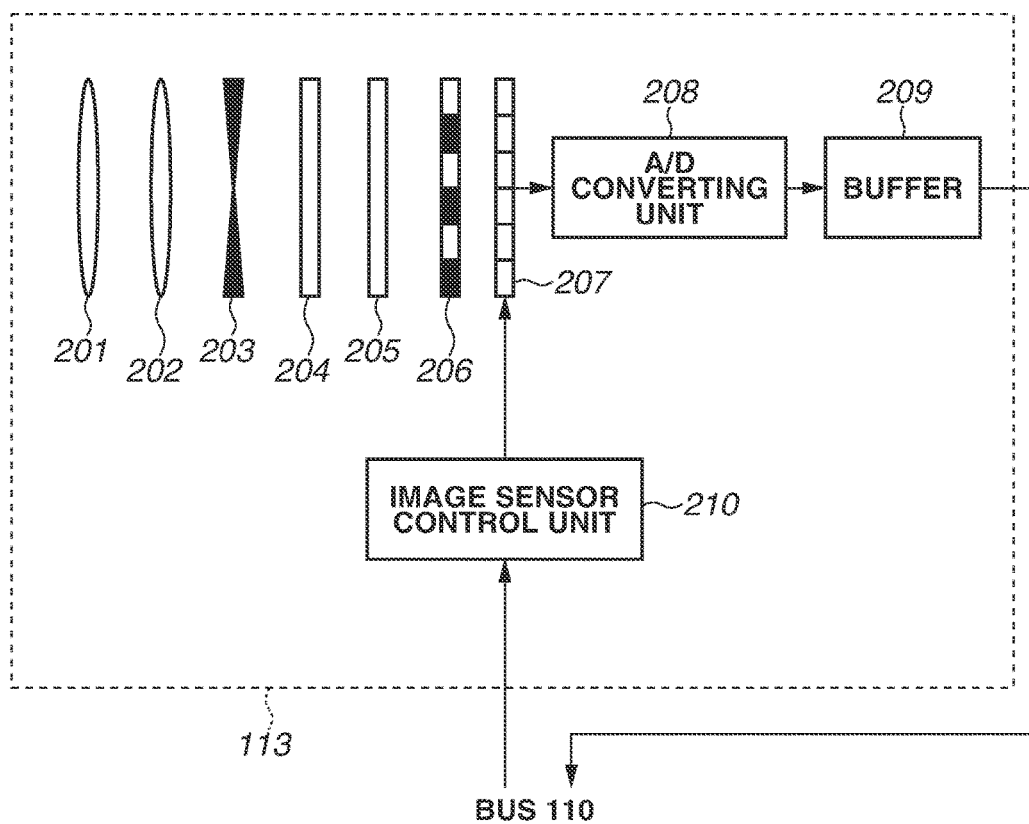 208
209
A/D
CONVERTING
UNIT
BUFFER
207
201
202
203
204
205
206
IMAGE SENSOR
CONTROL UNIT
210
113
BUS 110